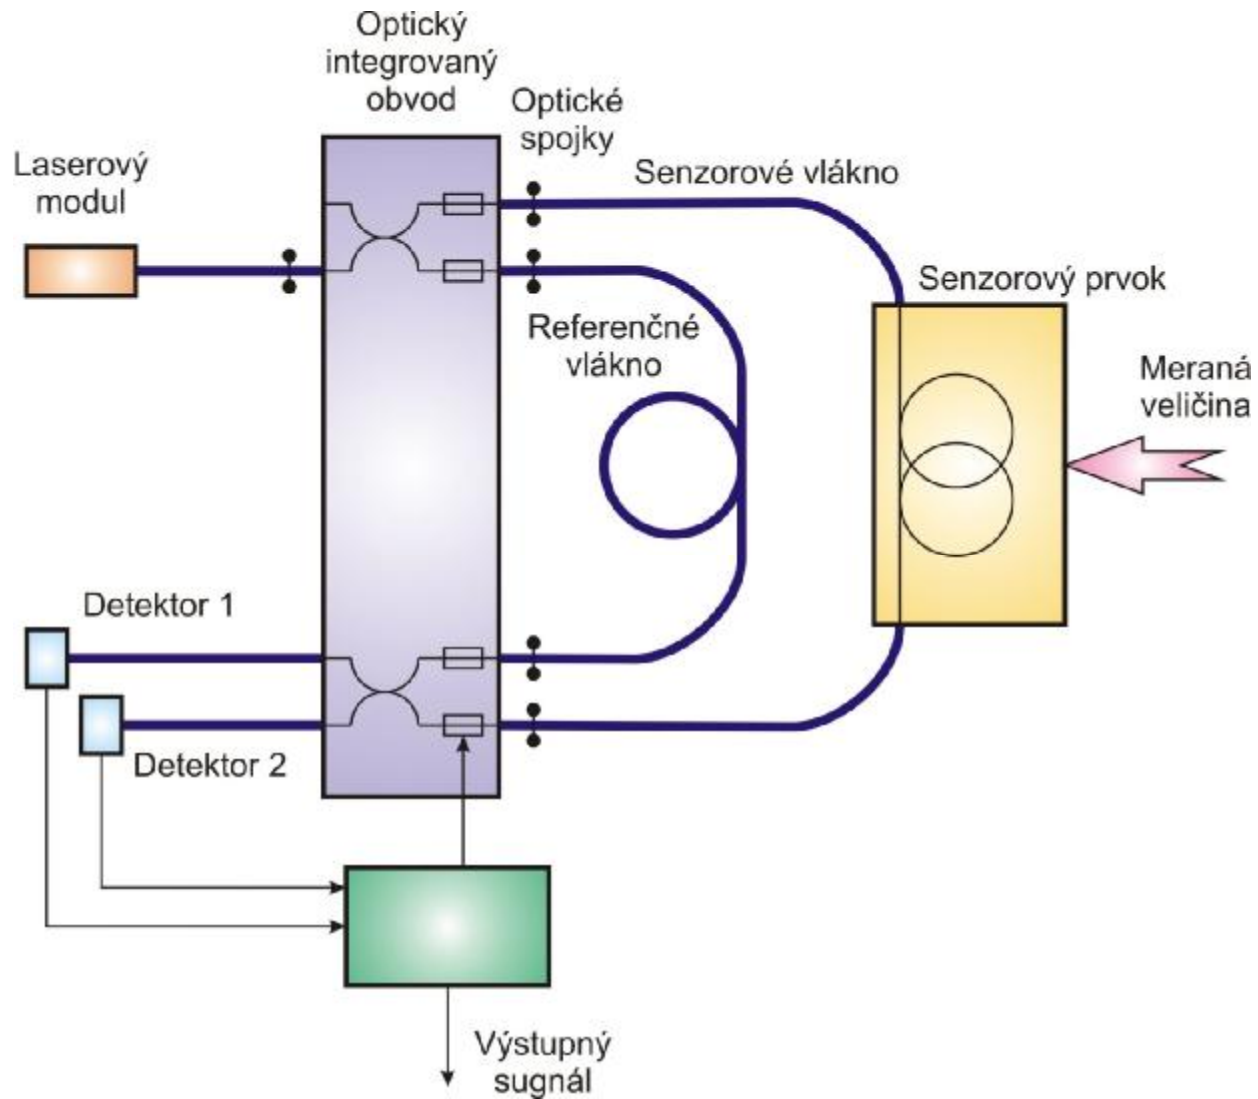 Optický
integrovaný
obvod
Optické
spojky
Laserový
modul
Senzorové vlákno
Senzorový prvok
Referenčné
vlákno
Meraná
veličina
Detektor 1
Detektor 2
Výstupný
sugnál